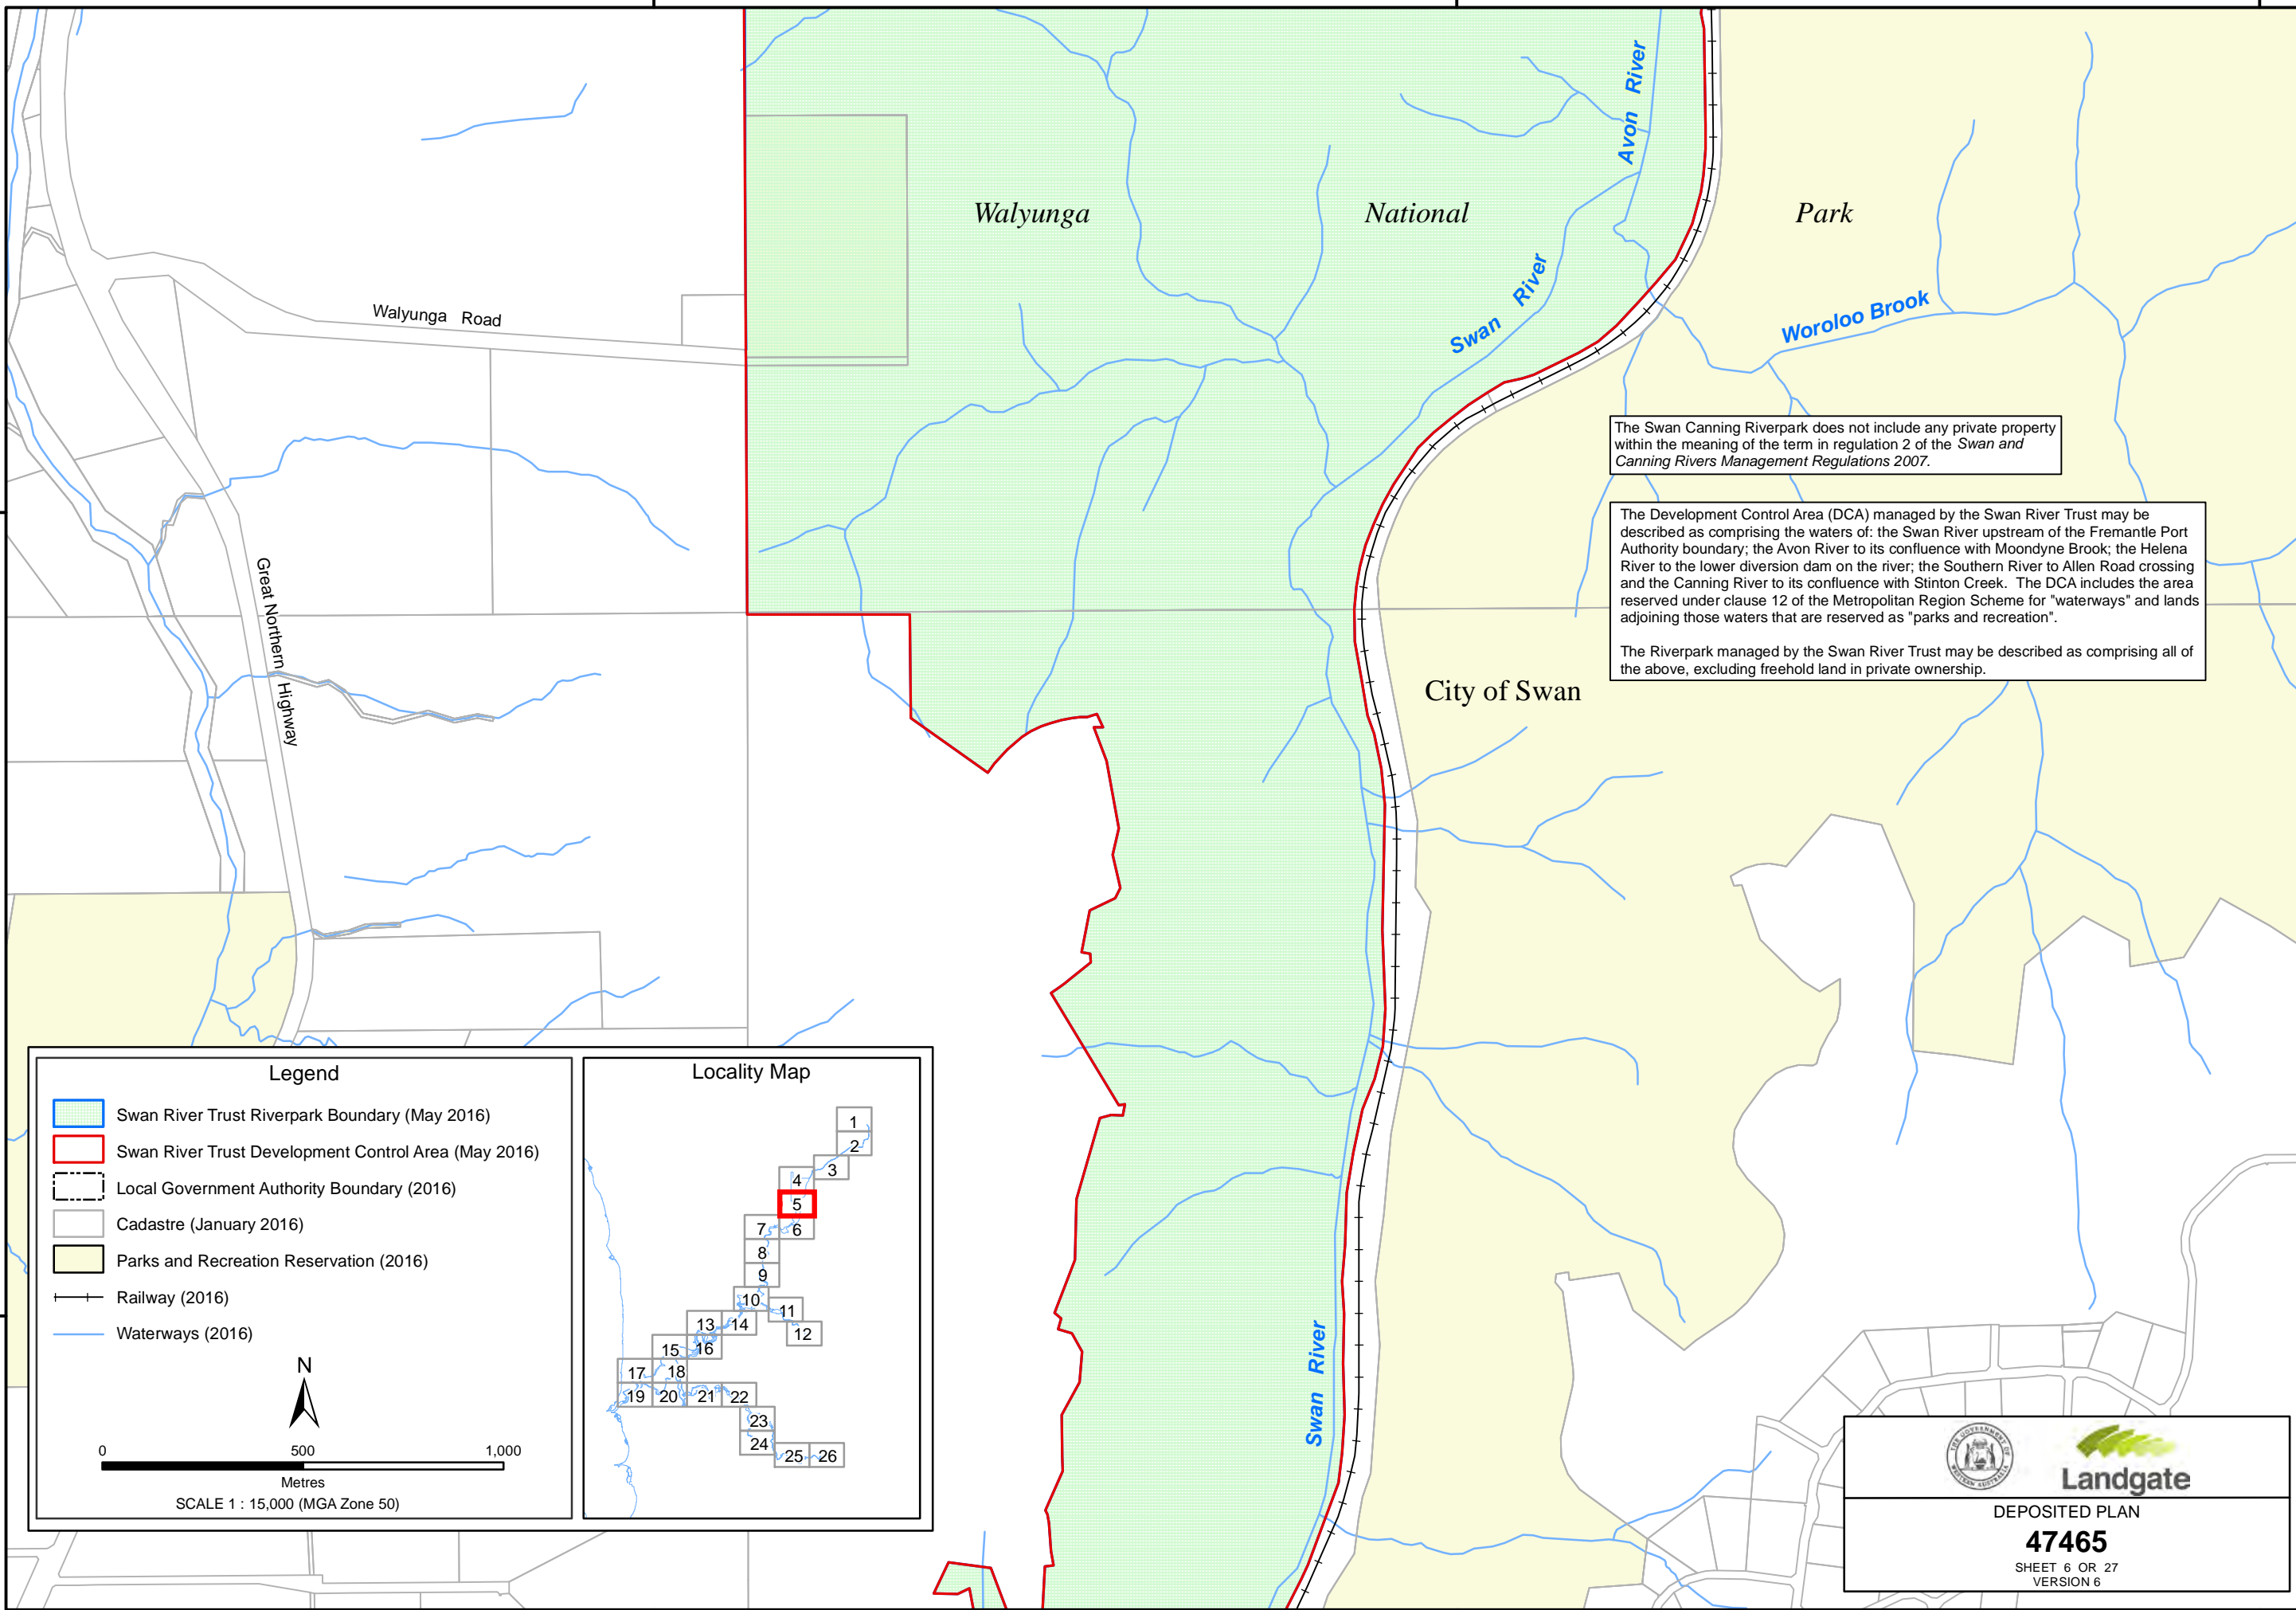 Avon River
Walyunga National Park
Swan River
Woroloo Brook
Walyunga Road
The Swan Canning Riverpark does not include any private property
within the meaning of the term in regulation 2 of the Swan and
Canning Rivers Management Regulations 2007.
The Development Control Area (DCA) managed by the Swan River Trust may be
described as comprising the waters of: the Swan River upstream of the Fremantle Port
Authority boundary; the Avon River to its confluence with Moondyne Brook; the Helena
River to the lower diversion dam on the river; the Southern River to Allen Road crossing
and the Canning River to its confluence with Stinton Creek. The DCA includes the area
reserved under clause 12 of the Metropolitan Region Scheme for "waterways" and lands
adjoining those waters that are reserved as "parks and recreation".
The Riverpark managed by the Swan River Trust may be described as comprising all of
the above, excluding freehold land in private ownership.
Great Northern Highway
City of Swan
Swan River
Legend
Swan River Trust Riverpark Boundary (May 2016)
Swan River Trust Development Control Area (May 2016)
Local Government Authority Boundary (2016)
Cadastre (January 2016)
Parks and Recreation Reservation (2016)
Railway (2016)
Waterways (2016)
N
0 500 1,000
Metres
SCALE 1 : 15,000 (MGA Zone 50)
Locality Map
1
2
3
4
5
7 6
8
9
10
11
13 14
12
15 16
17 18
19 20 21 22
23
24
25 26
THE GOVERNMENT OF
WESTERN AUSTRALIA
Landgate
DEPOSITED PLAN
47465
SHEET 6 OR 27
VERSION 6